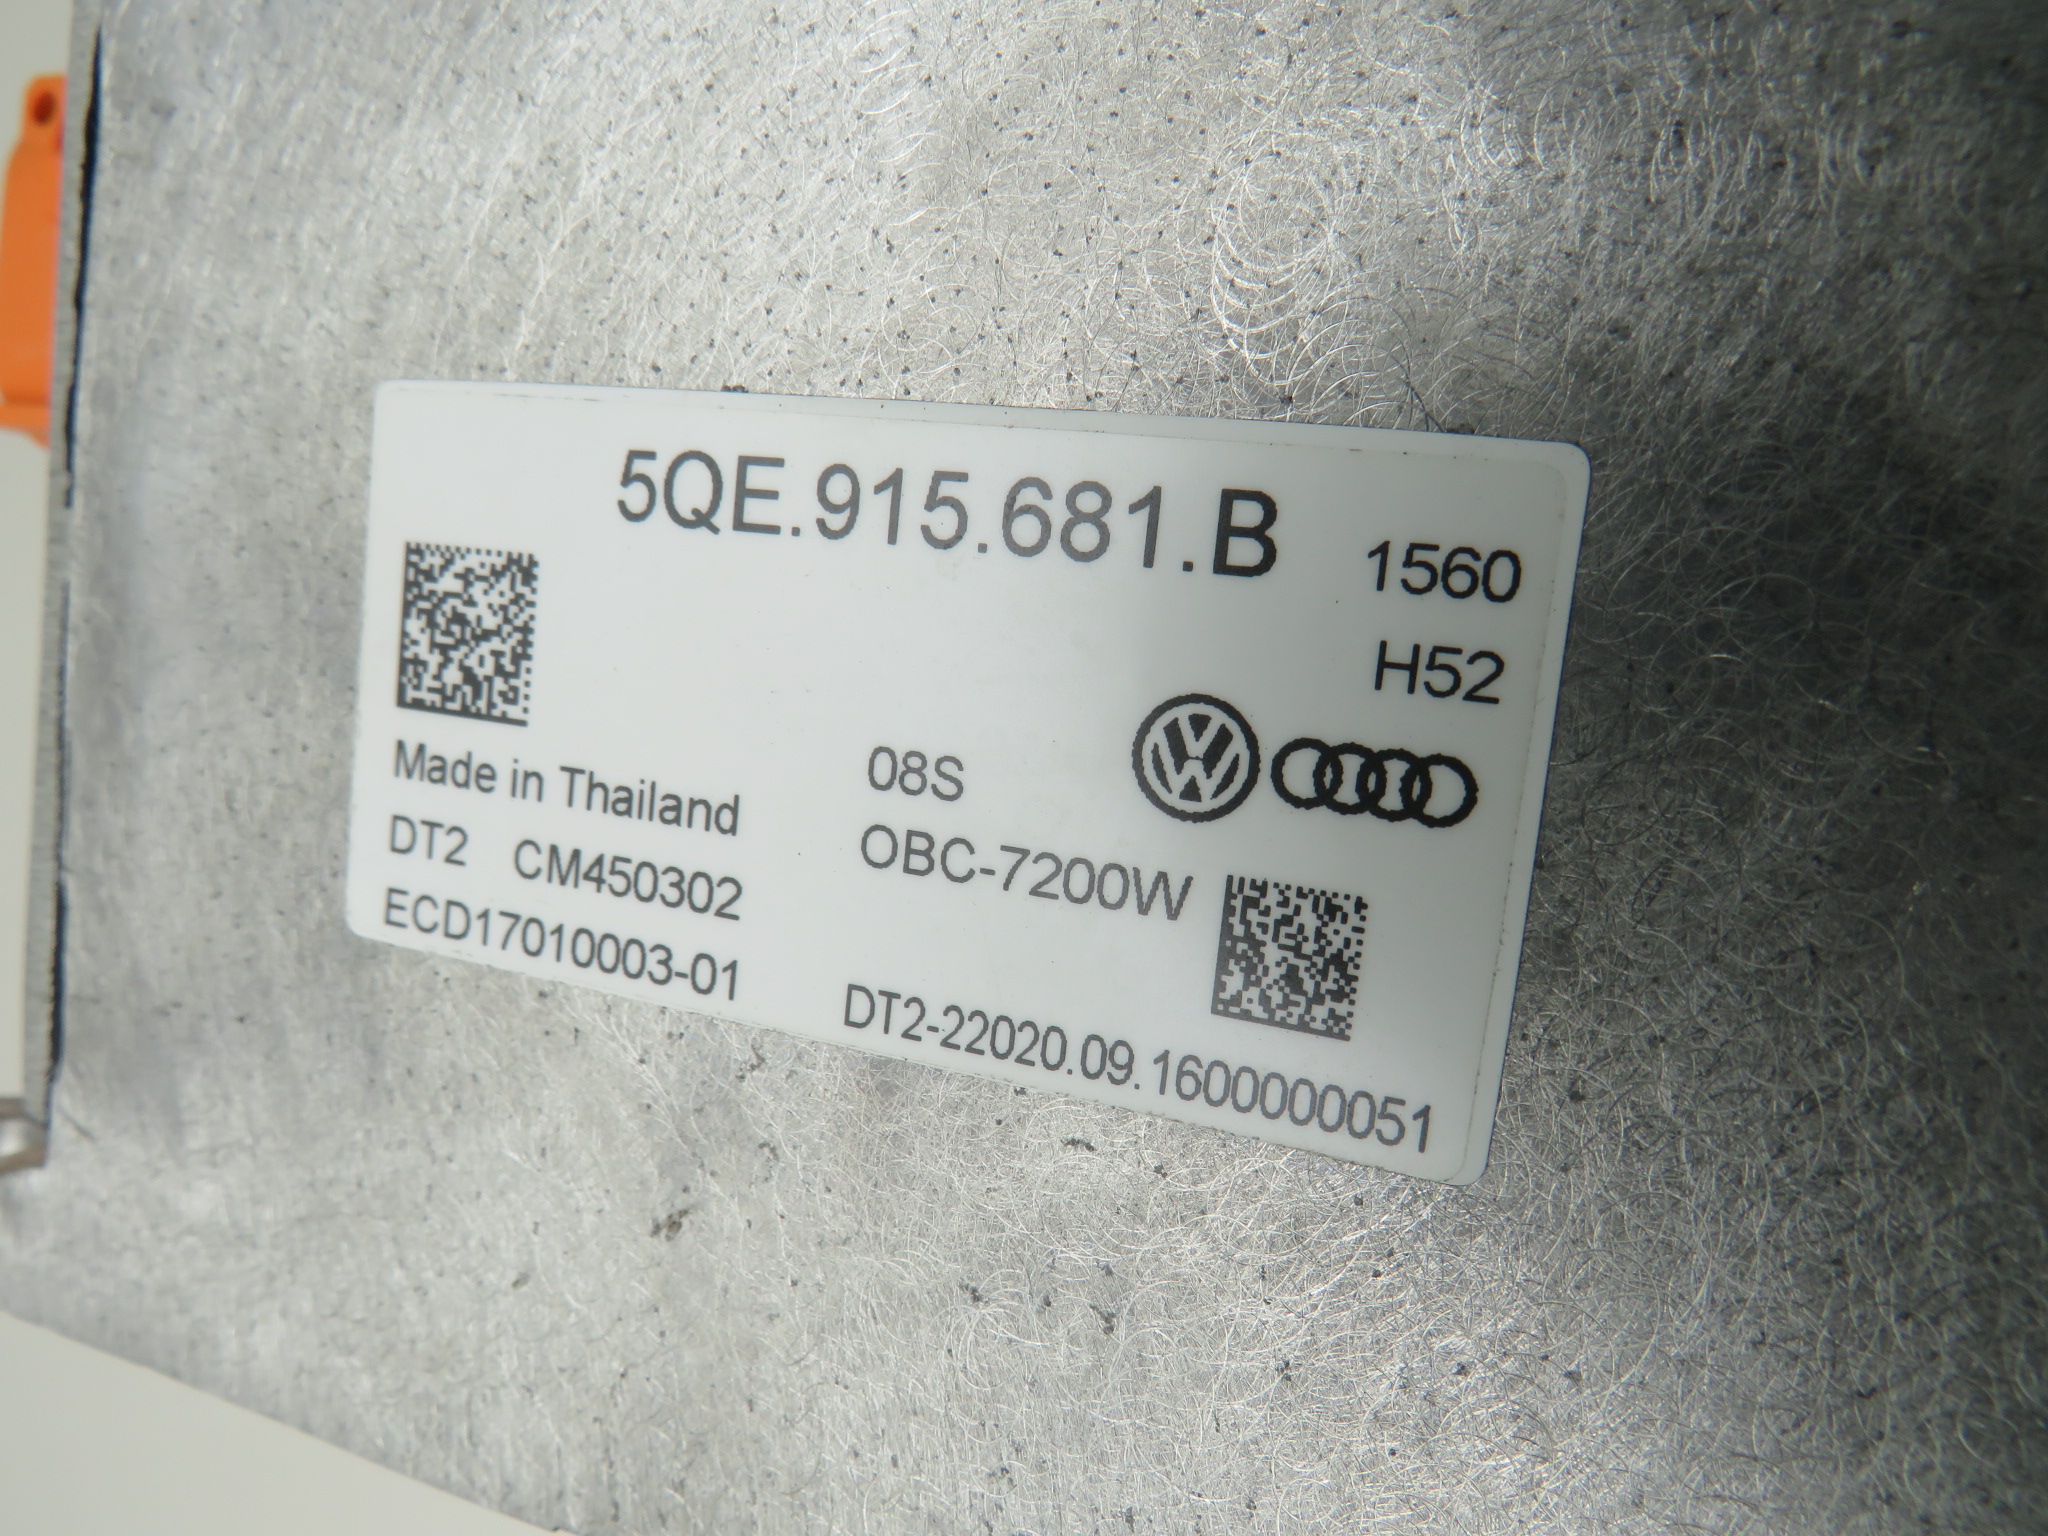 5QE.915.681.B
1560
H52
Made in Thailand
08S
DT2 CM450302
OBC-7200W
ECD17010003-01
DT2-22020.09.1600000051